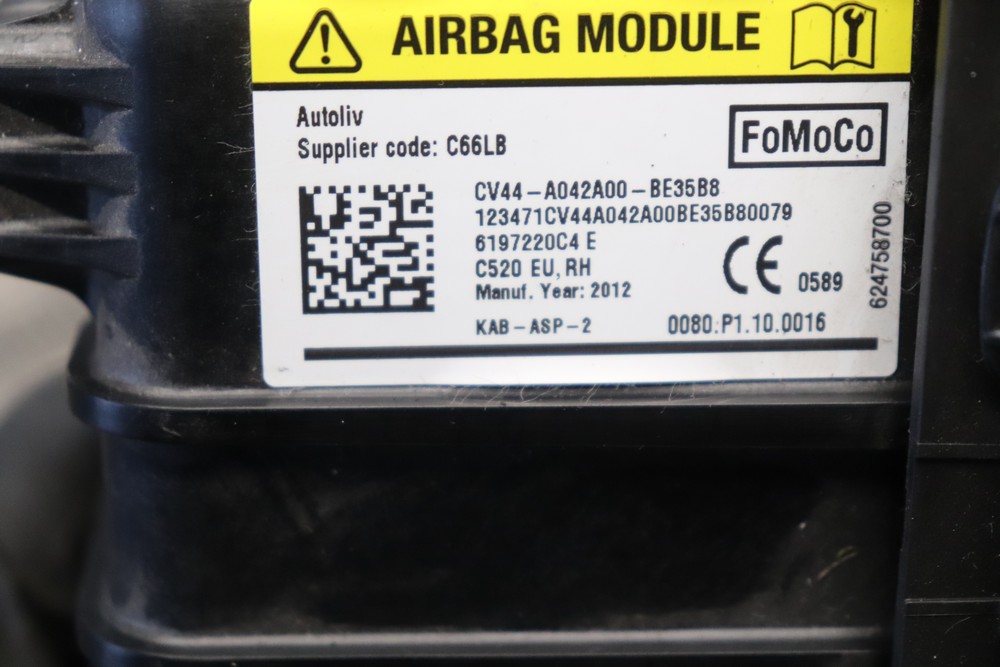 AIRBAG MODULE
Autoliv
Supplier code: C66LB
FoMoCo
CV44-A042A00-BE35B8
123471CV44A042A00BE35B80079
6197220C4 E
C520 EU, RH
Manuf. Year: 2012
CE 0589
KAB-ASP-2
0080.P1.10.0016
624758700